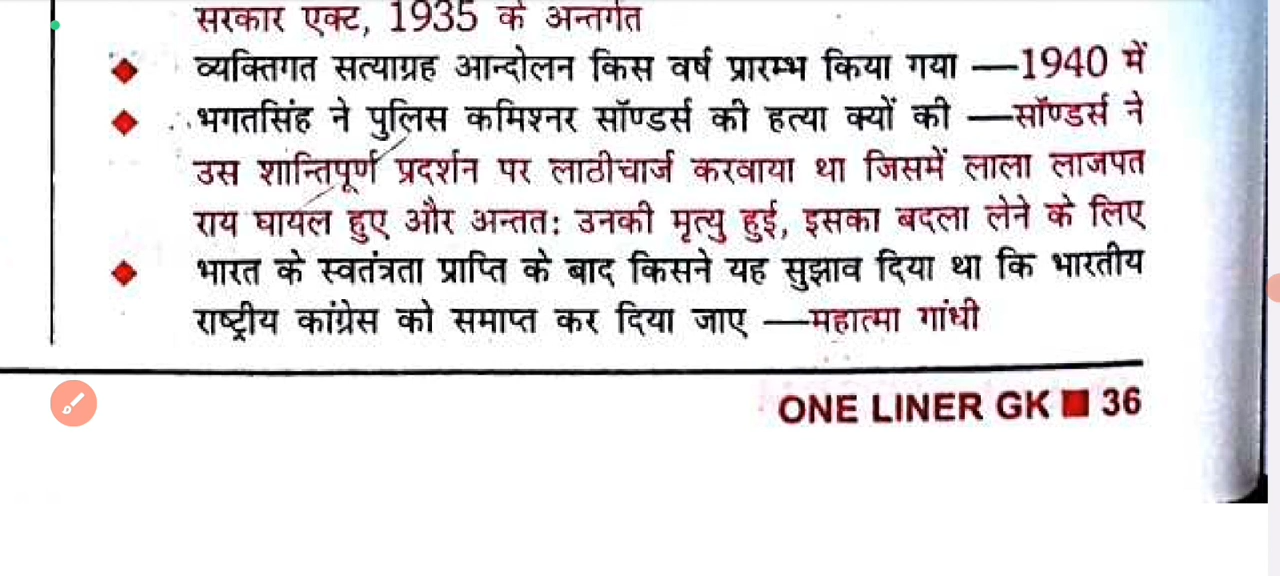 सरकार एक्ट, 1935 के अन्तर्गत
व्यक्तिगत सत्याग्रह आन्दोलन किस वर्ष प्रारम्भ किया गया —1940 में
भगतसिंह ने पुलिस कमिश्नर सॉण्डर्स की हत्या क्यों की —सॉण्डर्स ने
उस शान्तिपूर्ण प्रदर्शन पर लाठीचार्ज करवाया था जिसमें लाला लाजपत
राय घायल हुए और अन्ततः उनकी मृत्यु हुई, इसका बदला लेने के लिए
भारत के स्वतंत्रता प्राप्ति के बाद किसने यह सुझाव दिया था कि भारतीय
राष्ट्रीय कांग्रेस को समाप्त कर दिया जाए —महात्मा गांधी
ONE LINER GK ■ 36